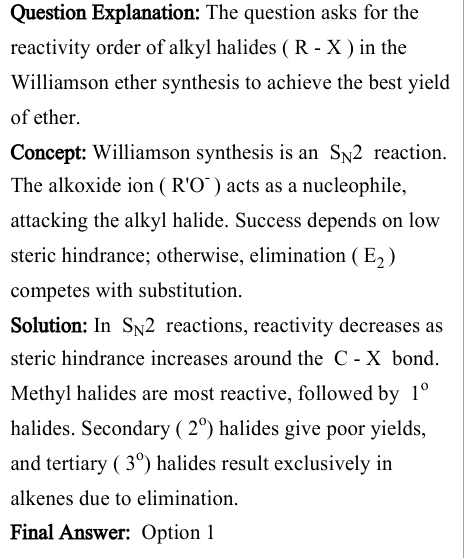 Question Explanation: The question asks for the
reactivity order of alkyl halides ( R - X ) in the
Williamson ether synthesis to achieve the best yield
of ether.
Concept: Williamson synthesis is an S_N2 reaction.
The alkoxide ion ( R'O⁻ ) acts as a nucleophile,
attacking the alkyl halide. Success depends on low
steric hindrance; otherwise, elimination ( E₂ )
competes with substitution.
Solution: In S_N2 reactions, reactivity decreases as
steric hindrance increases around the C - X bond.
Methyl halides are most reactive, followed by 1°
halides. Secondary ( 2°) halides give poor yields,
and tertiary ( 3°) halides result exclusively in
alkenes due to elimination.
Final Answer: Option 1